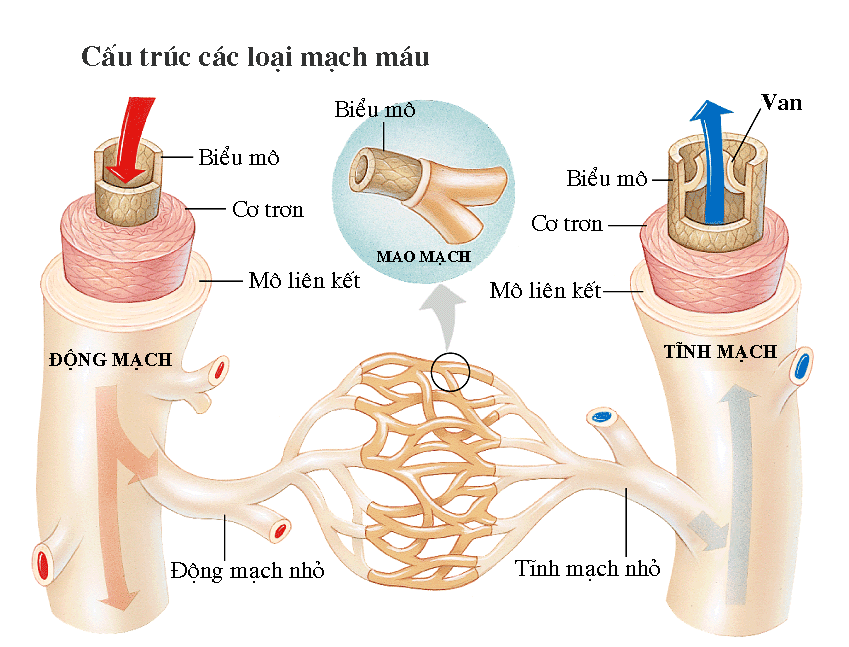 Cấu trúc các loại mạch máu
Biểu mô
Cơ trơn
Mô liên kết
ĐỘNG MẠCH
Biểu mô
MAO MẠCH
Van
Biểu mô
Cơ trơn
Mô liên kết
TĨNH MẠCH
Động mạch nhỏ
Tĩnh mạch nhỏ